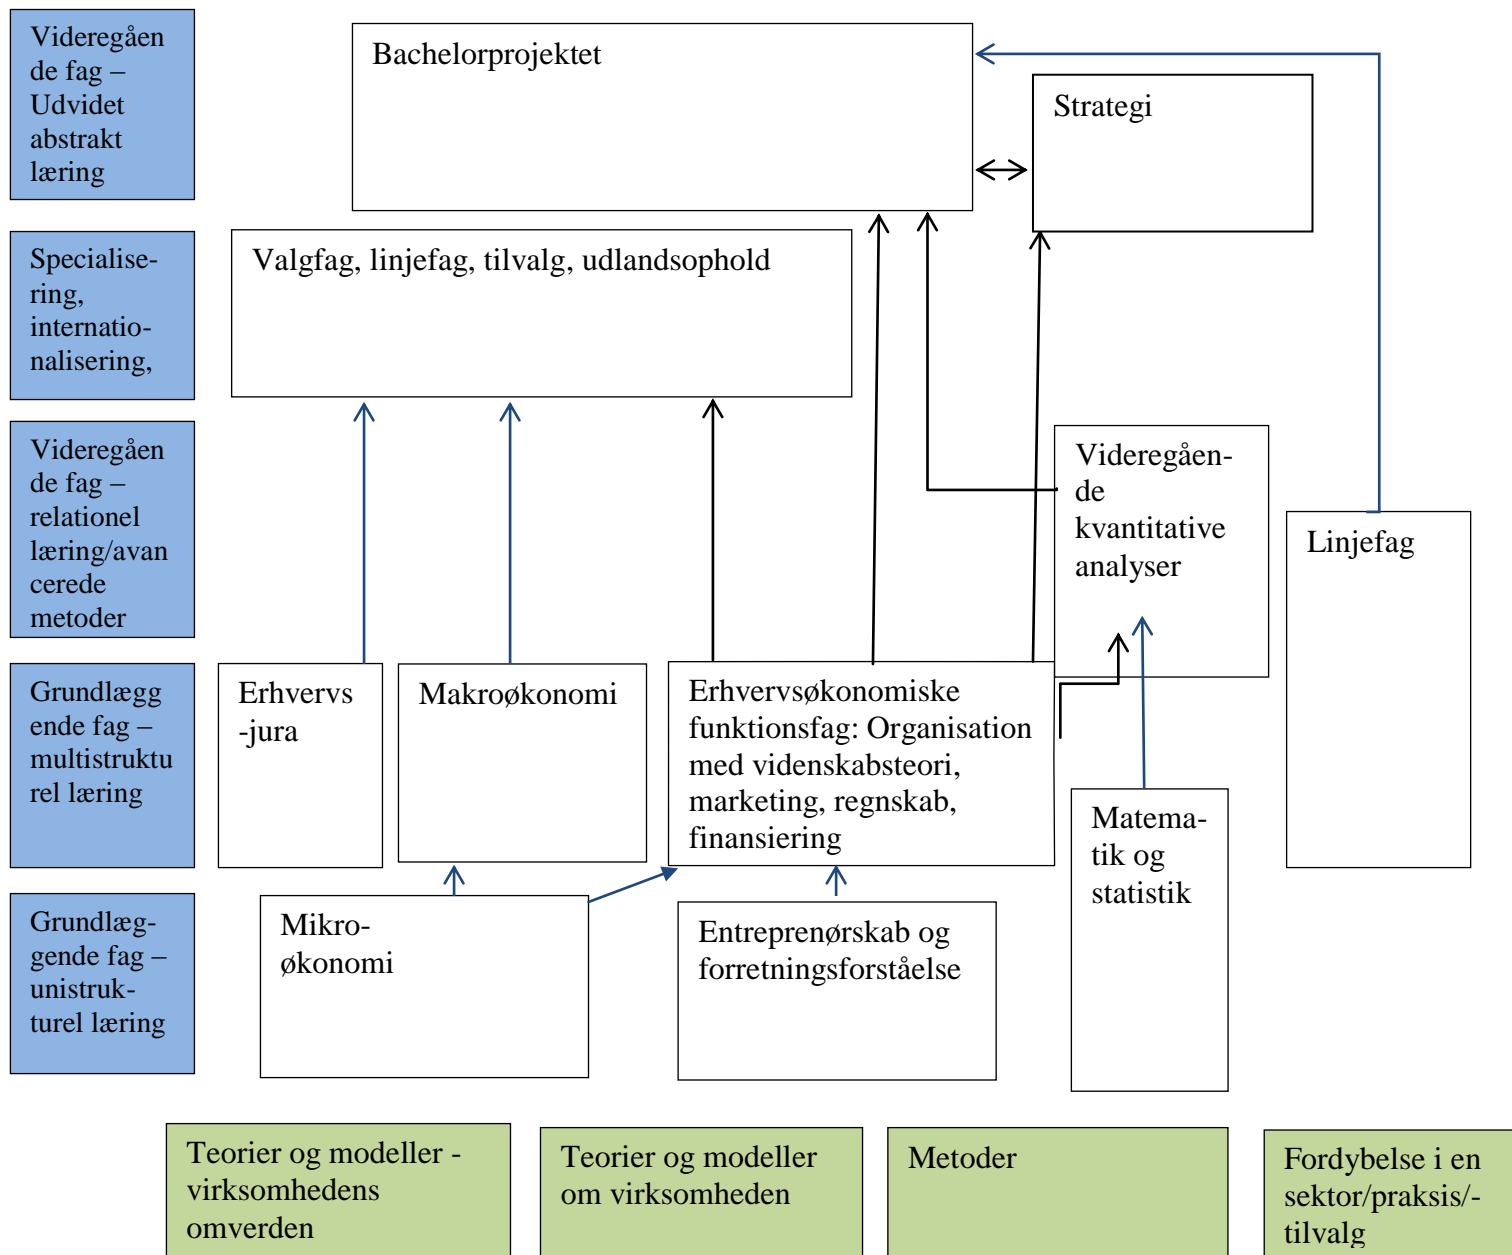 Videregåen
de fag –
Udvidet
abstrakt
læring
Bachelorprojektet
Strategi
Specialise-
ring,
internatio-
nalisering,
Valgfag, linjefag, tilvalg, udlandsophold
Videregåen
de fag –
relationel
læring/avan
cerede
metoder
Videregåen-
de
kvantitative
analyser
Linjefag
Grundlægg
ende fag –
multistruktu
rel læring
Erhvervs
-jura
Makroøkonomi
Erhvervsøkonomiske
funktionsfag: Organisation
med videnskabsteori,
marketing, regnskab,
finansiering
Matema-
tik og
statistik
Grundlæg-
gende fag –
unistruk-
turel læring
Mikro-
økonomi
Entreprenørskab og
forretningsforståelse
Teorier og modeller -
virksomhedens
omverden
Teorier og modeller
om virksomheden
Metoder
Fordybelse i en
sektor/praksis/-
tilvalg